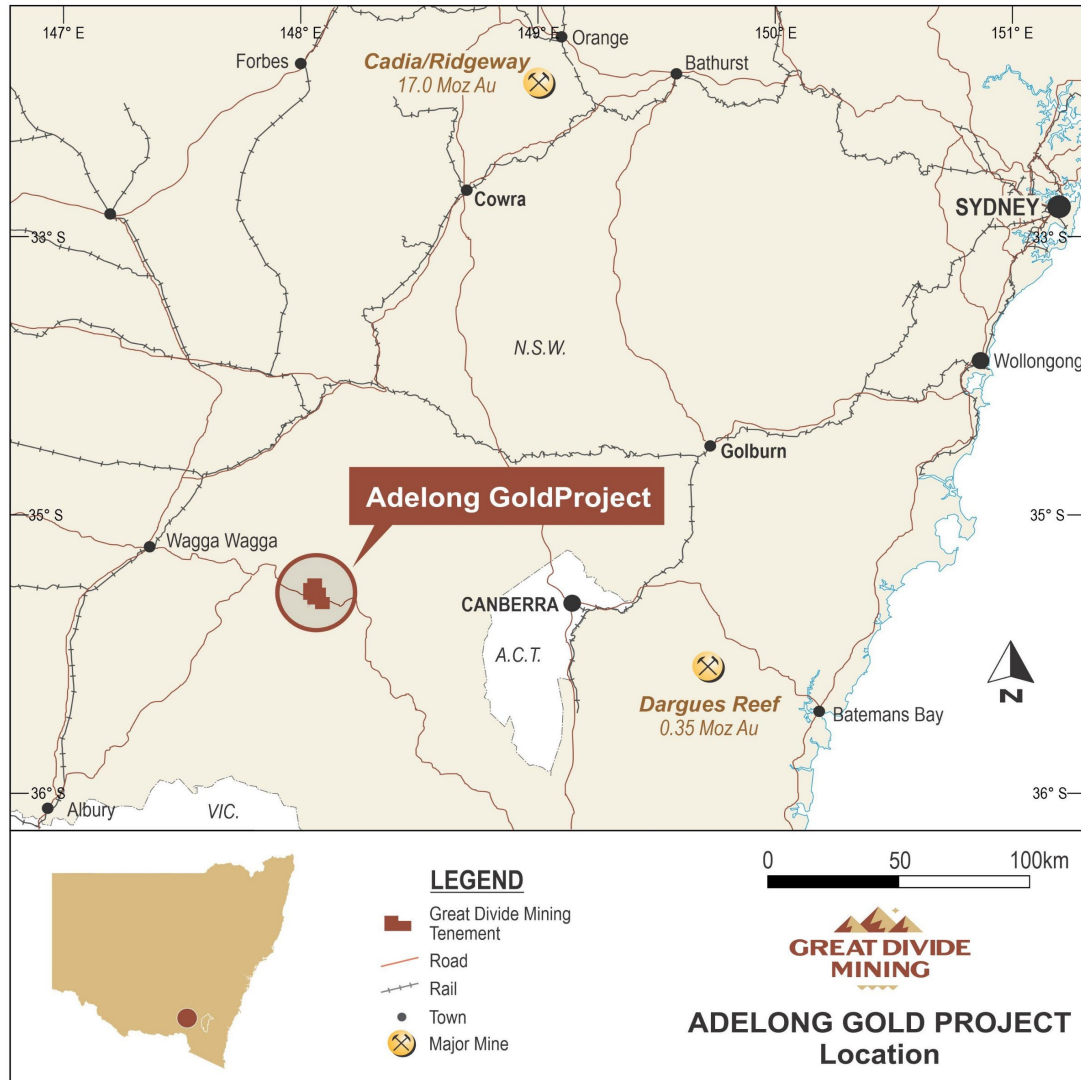 147° E
148° E
149° E
150° E
151° E
Orange
Forbes
Cadia/Ridgeway
17.0 Moz Au
Bathurst
Cowra
SYDNEY
33° S
33° S
N.S.W.
Wollongong
Golburn
Adelong GoldProject
35° S
35° S
Wagga Wagga
CANBERRA
A.C.T.
Dargues Reef
0.35 Moz Au
N
Batemans Bay
36° S
36° S
Albury
VIC.
LEGEND
Great Divide Mining
Tenement
Road
Rail
Town
Major Mine
0 50 100km
GREAT DIVIDE
MINING
ADELONG GOLD PROJECT
Location